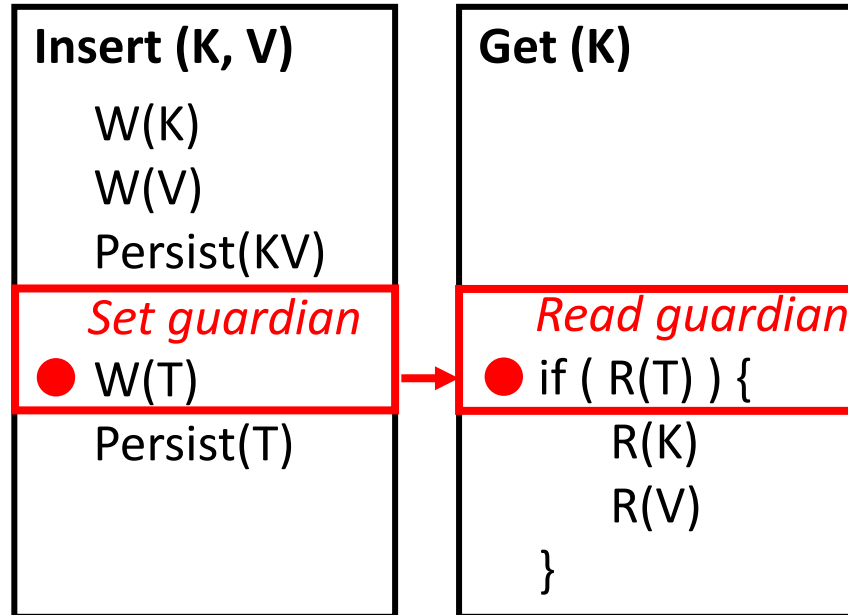 Insert (K, V)
W(K)
W(V)
Persist(KV)
Set guardian
W(T)
Persist(T)
Get (K)
Read guardian
if ( R(T) ) {
R(K)
R(V)
}